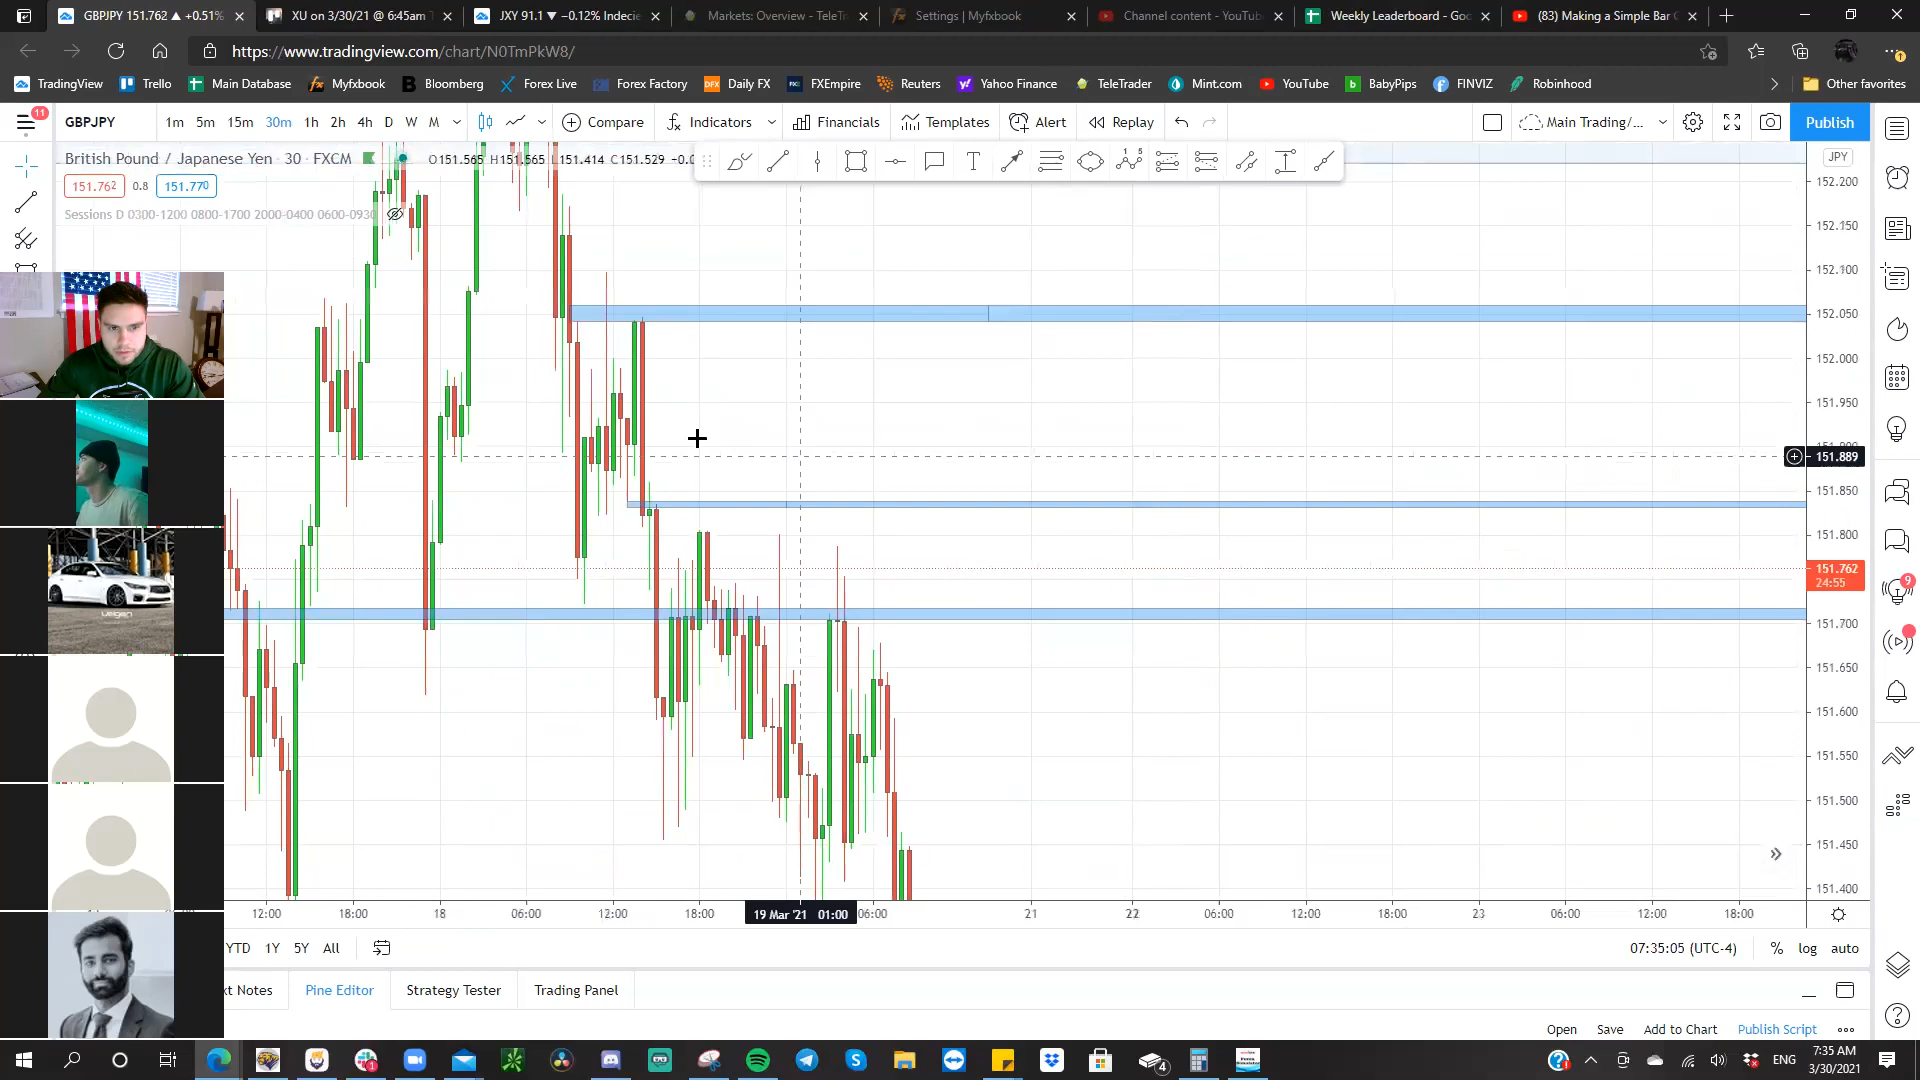 GBPJPY 151.762 ▲ +0.51%
XU on 3/30/21 @ 6:45am T
JXY 91.1 ▼ −0.12% Indecie
Markets: Overview - TeleTr
Settings | Myfxbook
Channel content - YouTub
Weekly Leaderboard - Goo
(83) Making a Simple Bar C
https://www.tradingview.com/chart/N0TmPkW8/
TradingView
Trello
Main Database
Myfxbook
Bloomberg
Forex Live
Forex Factory
Daily FX
FXEmpire
Reuters
Yahoo Finance
TeleTrader
Mint.com
YouTube
BabyPips
FINVIZ
Robinhood
Other favorites
11
GBPJPY
1m 5m 15m 30m 1h 2h 4h D W M
Compare
Indicators
Financials
Templates
Alert
Replay
Main Trading/...
Publish
British Pound / Japanese Yen · 30 · FXCM
O151.565 H151.565 L151.414 C151.529 −0.0
JPY
151.762 0.8 151.770
Sessions D 0300-1200 0800-1700 2000-0400 0600-0930
152.200
152.150
152.100
152.050
152.000
151.950
151.889
151.850
151.800
151.762
24:55
151.700
151.650
151.600
151.550
151.500
151.450
151.400
9
12:00 18:00 18 06:00 12:00 18:00 19 Mar '21 01:00 06:00 21 22 06:00 12:00 18:00 23 06:00 12:00 18:00
YTD 1Y 5Y All
07:35:05 (UTC-4)
% log auto
xt Notes
Pine Editor
Strategy Tester
Trading Panel
Open
Save
Add to Chart
Publish Script
ENG
7:35 AM
3/30/2021